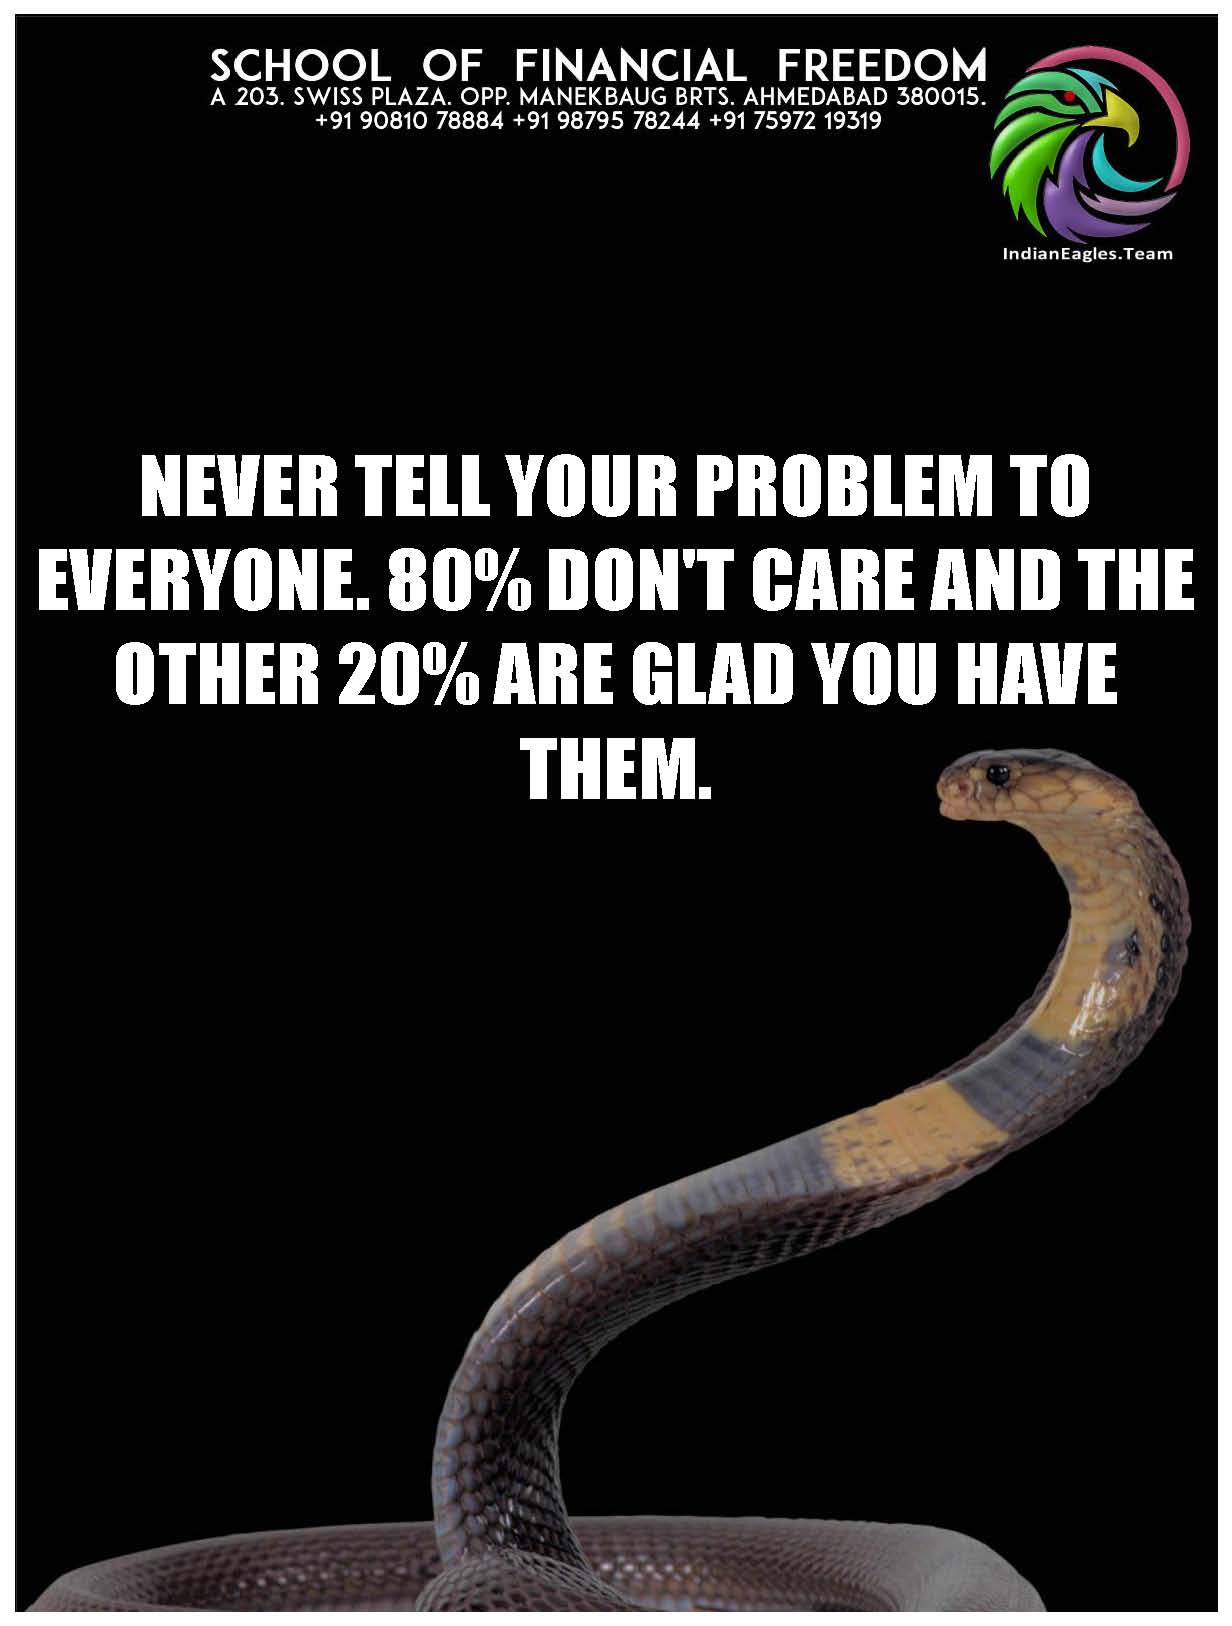 SCHOOL OF FINANCIAL FREEDOM
A 203. SWISS PLAZA. OPP. MANEKBAUG BRTS. AHMEDABAD 380015.
+91 90810 78884 +91 98795 78244 +91 75972 19319
IndianEagles.Team
NEVER TELL YOUR PROBLEM TO
EVERYONE. 80% DON'T CARE AND THE
OTHER 20% ARE GLAD YOU HAVE
THEM.